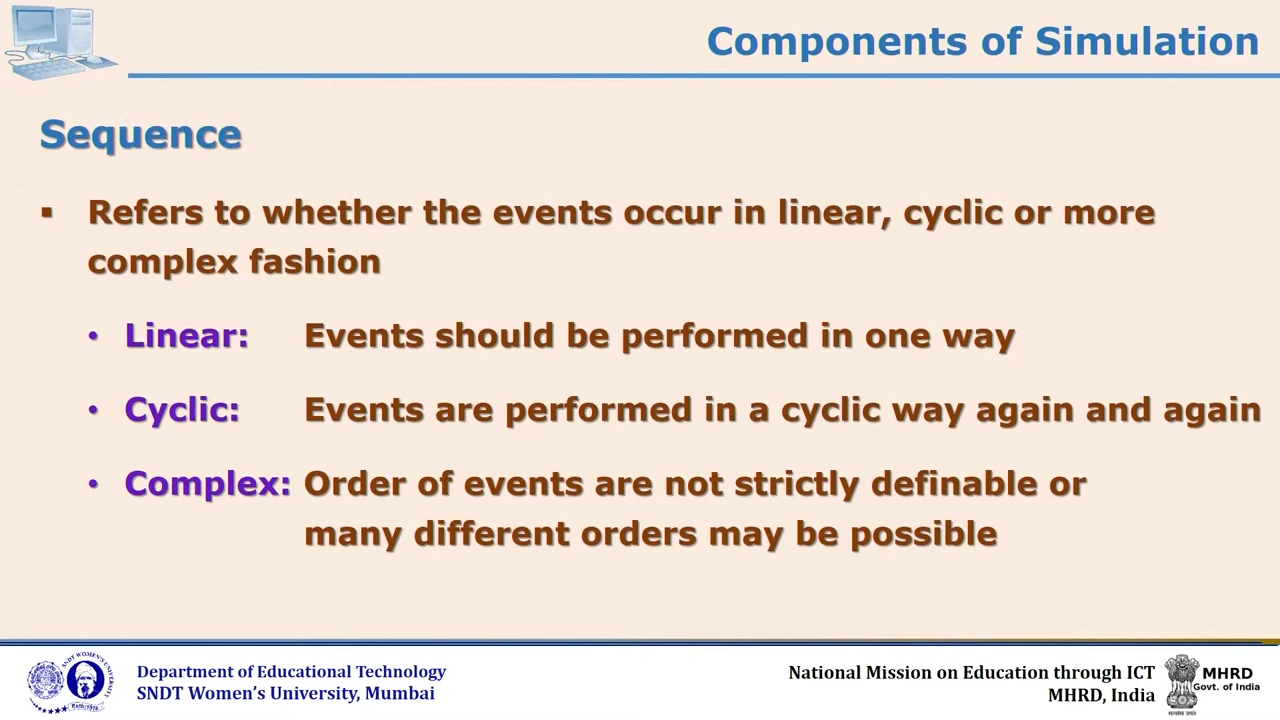 Components of Simulation
Sequence
▪ Refers to whether the events occur in linear, cyclic or more
complex fashion
• Linear: Events should be performed in one way
• Cyclic: Events are performed in a cyclic way again and again
• Complex: Order of events are not strictly definable or
many different orders may be possible
SNDT WOMEN'S UNIVERSITY
Department of Educational Technology
SNDT Women's University, Mumbai
National Mission on Education through ICT
MHRD, India
MHRD
Govt. of India